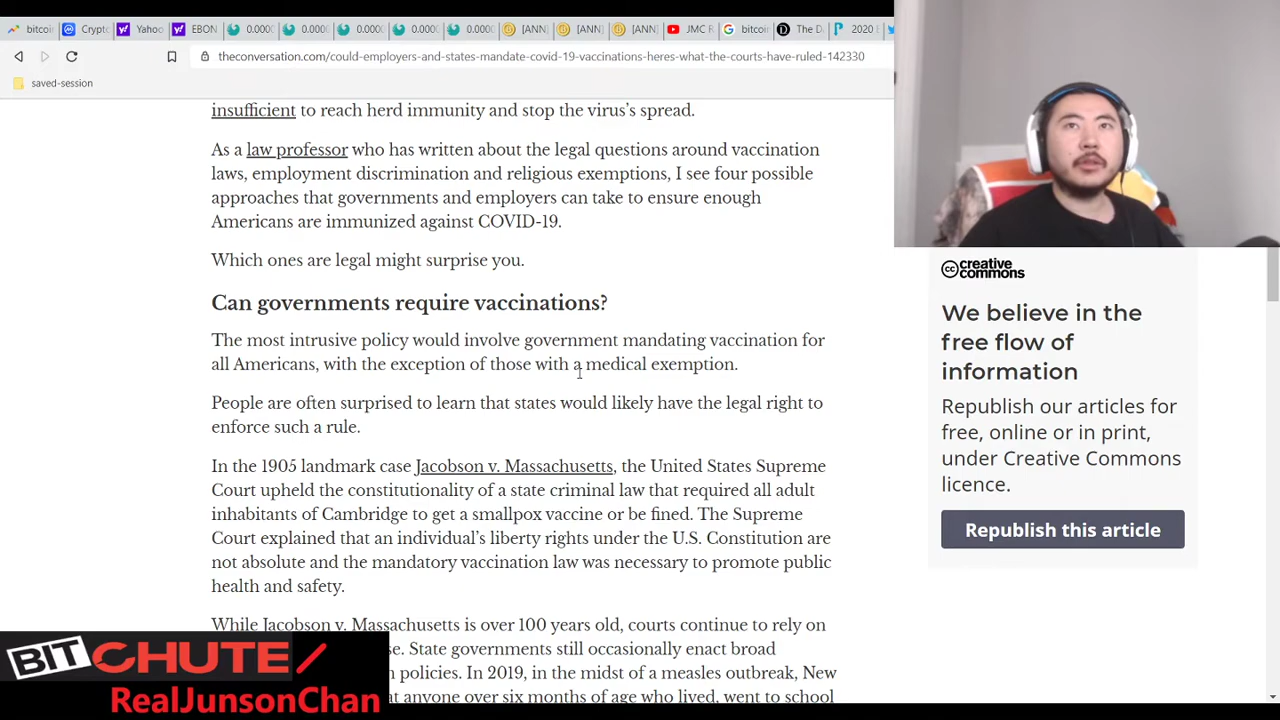 bitcoi
Crypto
Yahoo
EBON
0.000
0.000
0.000
0.000
0.000
[ANN]
[ANN]
[ANN]
JMC R
bitcoi
The D
2020 E
theconversation.com/could-employers-and-states-mandate-covid-19-vaccinations-heres-what-the-courts-have-ruled-142330
saved-session
insufficient to reach herd immunity and stop the virus's spread.
As a law professor who has written about the legal questions around vaccination
laws, employment discrimination and religious exemptions, I see four possible
approaches that governments and employers can take to ensure enough
Americans are immunized against COVID-19.
Which ones are legal might surprise you.
Can governments require vaccinations?
The most intrusive policy would involve government mandating vaccination for
all Americans, with the exception of those with a medical exemption.
People are often surprised to learn that states would likely have the legal right to
enforce such a rule.
In the 1905 landmark case Jacobson v. Massachusetts, the United States Supreme
Court upheld the constitutionality of a state criminal law that required all adult
inhabitants of Cambridge to get a smallpox vaccine or be fined. The Supreme
Court explained that an individual's liberty rights under the U.S. Constitution are
not absolute and the mandatory vaccination law was necessary to promote public
health and safety.
While Jacobson v. Massachusetts is over 100 years old, courts continue to rely on
se. State governments still occasionally enact broad
n policies. In 2019, in the midst of a measles outbreak, New
at anyone over six months of age who lived, went to school
cc creative commons
We believe in the
free flow of
information
Republish our articles for
free, online or in print,
under Creative Commons
licence.
Republish this article
BITCHUTE/
RealJunsonChan